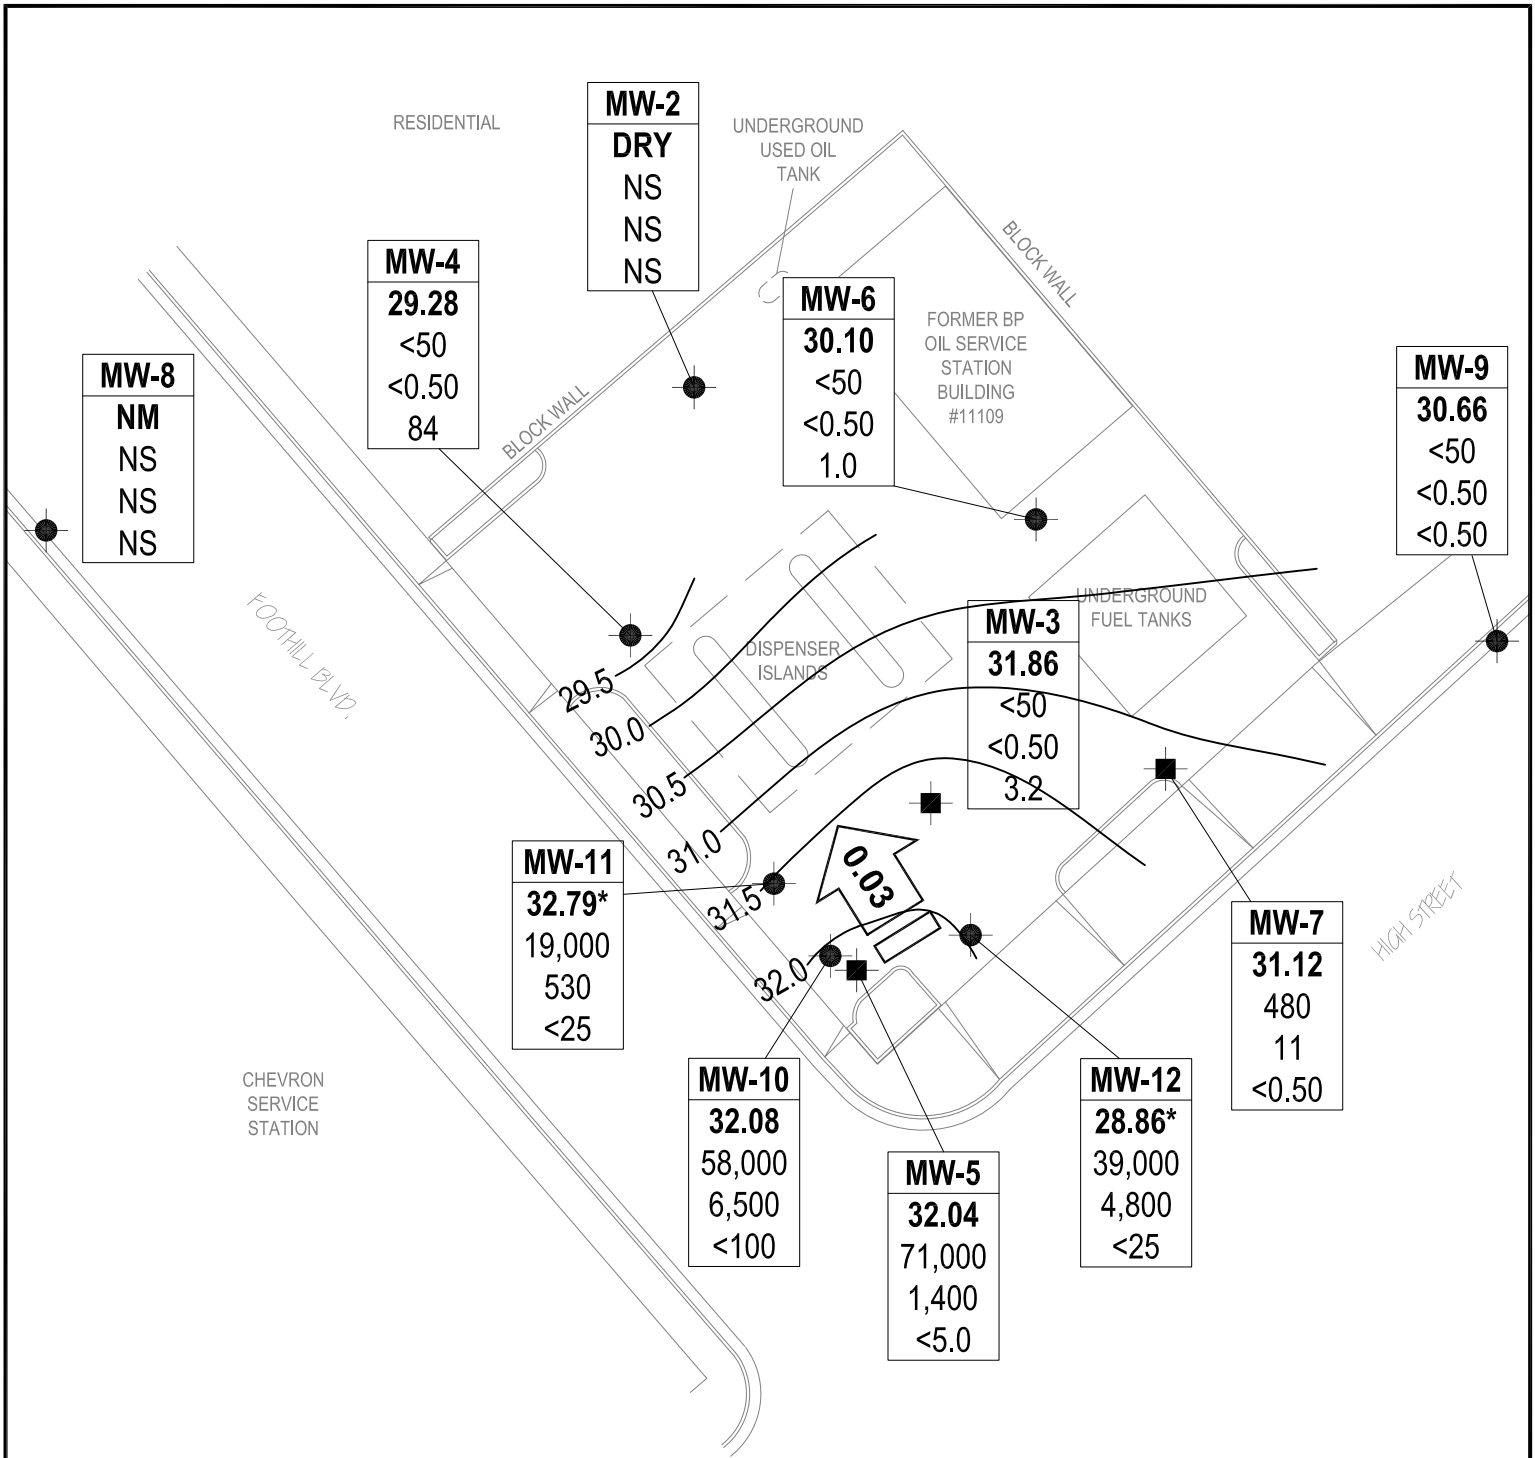 RESIDENTIAL
MW-2
DRY
NS
NS
NS
UNDERGROUND
USED OIL
TANK
BLOCK WALL
MW-4
29.28
<50
<0.50
84
MW-6
30.10
<50
<0.50
1.0
FORMER BP
OIL SERVICE
STATION
BUILDING
#11109
MW-8
NM
NS
NS
NS
MW-9
30.66
<50
<0.50
<0.50
BLOCK WALL
FOOTHILL BLVD.
UNDERGROUND
FUEL TANKS
MW-3
31.86
<50
<0.50
3.2
DISPENSER
ISLANDS
29.5
30.0
30.5
31.0
31.5
32.0
0.03
MW-11
32.79*
19,000
530
<25
HIGH STREET
MW-7
31.12
480
11
<0.50
CHEVRON
SERVICE
STATION
MW-10
32.08
58,000
6,500
<100
MW-12
28.86*
39,000
4,800
<25
MW-5
32.04
71,000
1,400
<5.0